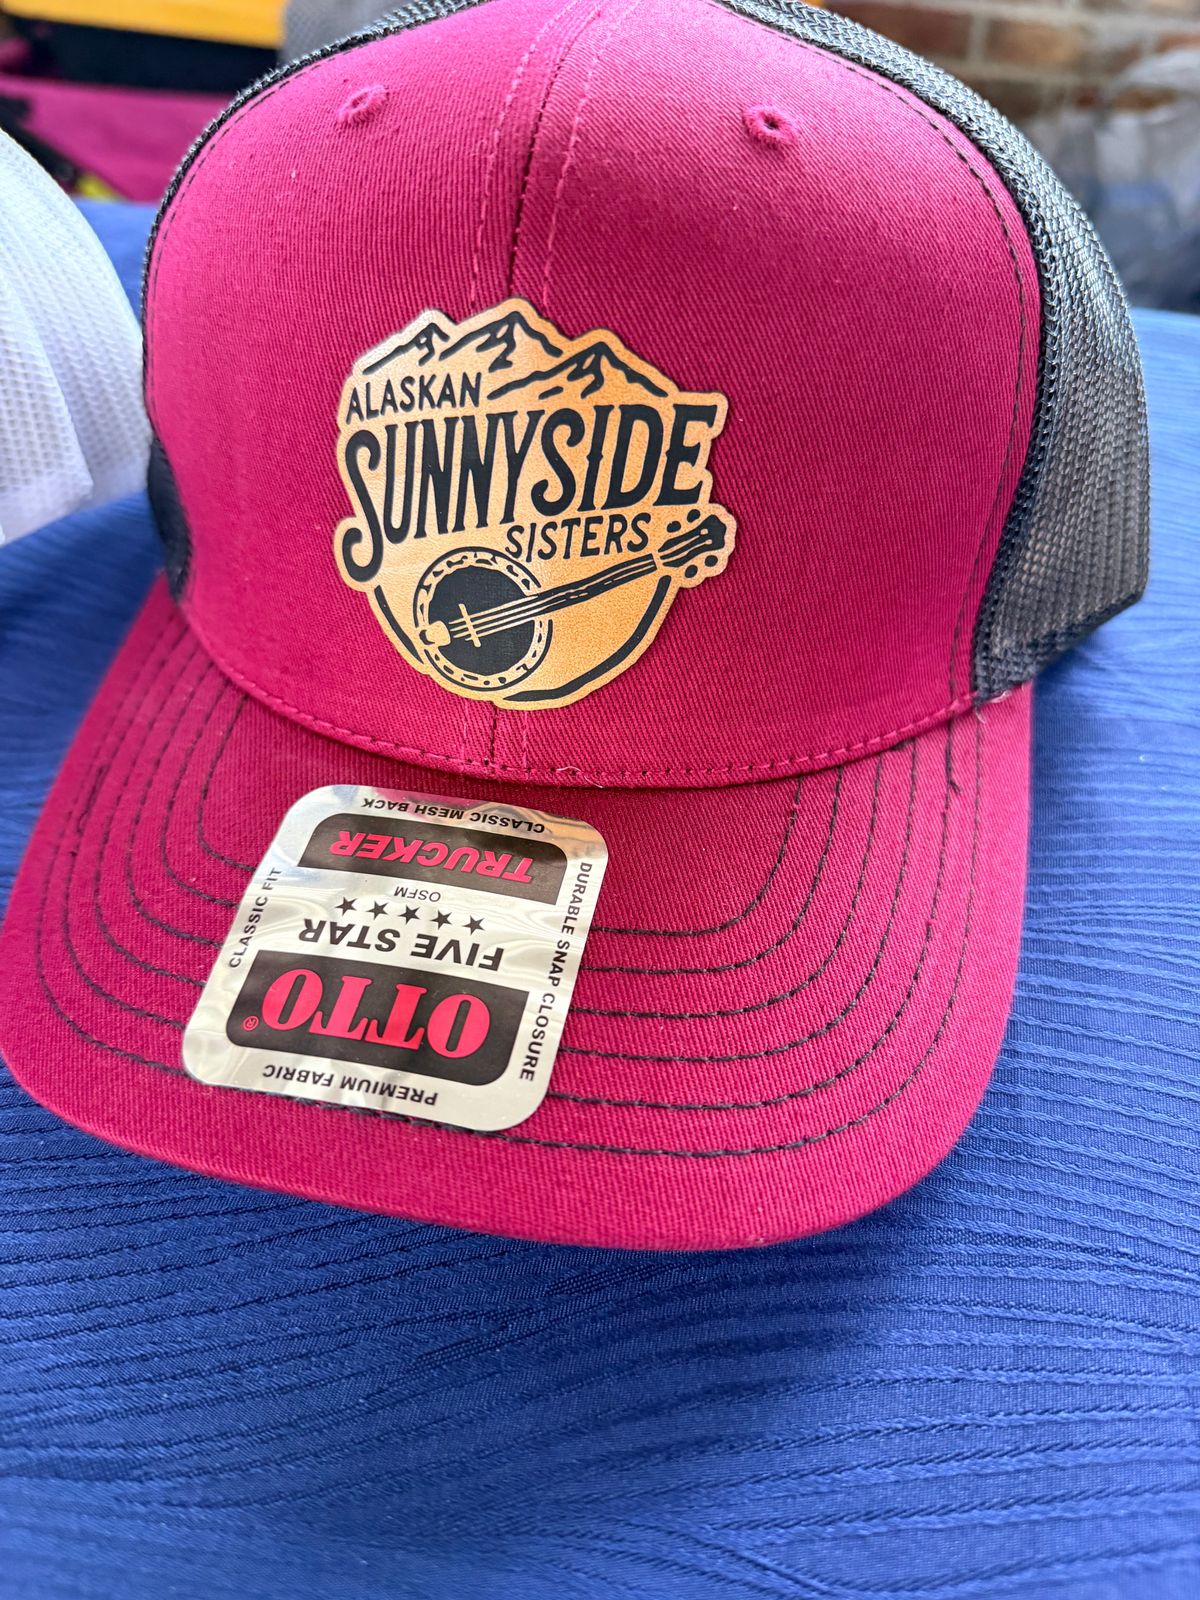 ALASKAN
SUNNYSIDE
SISTERS
PREMIUM FABRIC
OTTO®
FIVE STAR
OSFM
TRUCKER
CLASSIC MESH BACK
CLASSIC FIT
DURABLE SNAP CLOSURE